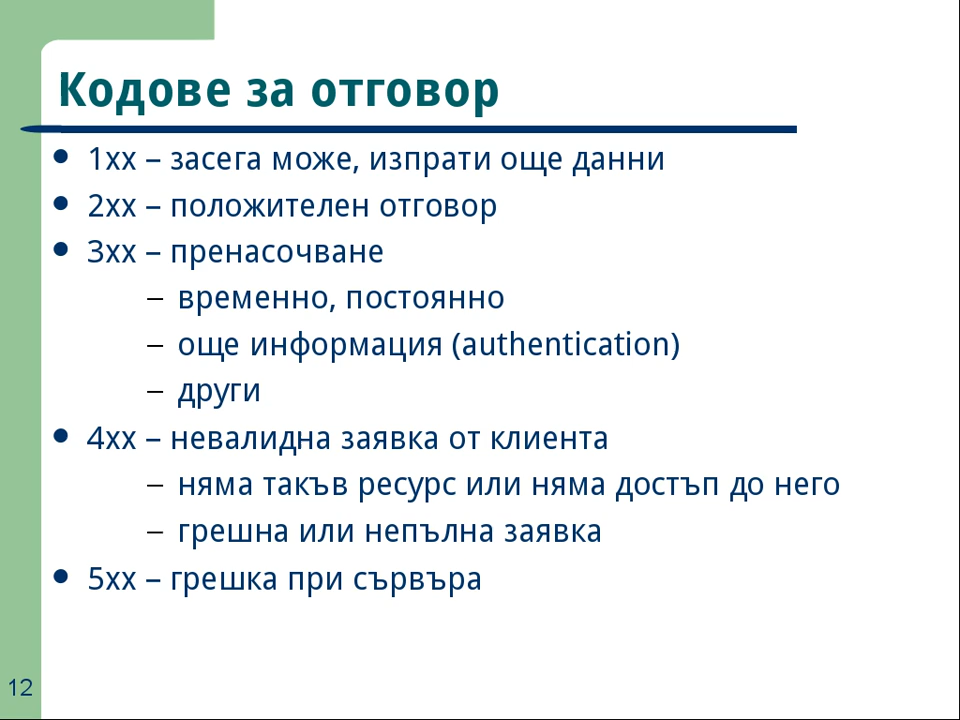 Кодове за отговор
● 1xx – засега може, изпрати още данни
● 2xx – положителен отговор
● 3xx – пренасочване
– временно, постоянно
– още информация (authentication)
– други
● 4xx – невалидна заявка от клиента
– няма такъв ресурс или няма достъп до него
– грешна или непълна заявка
● 5xx – грешка при сървъра
12